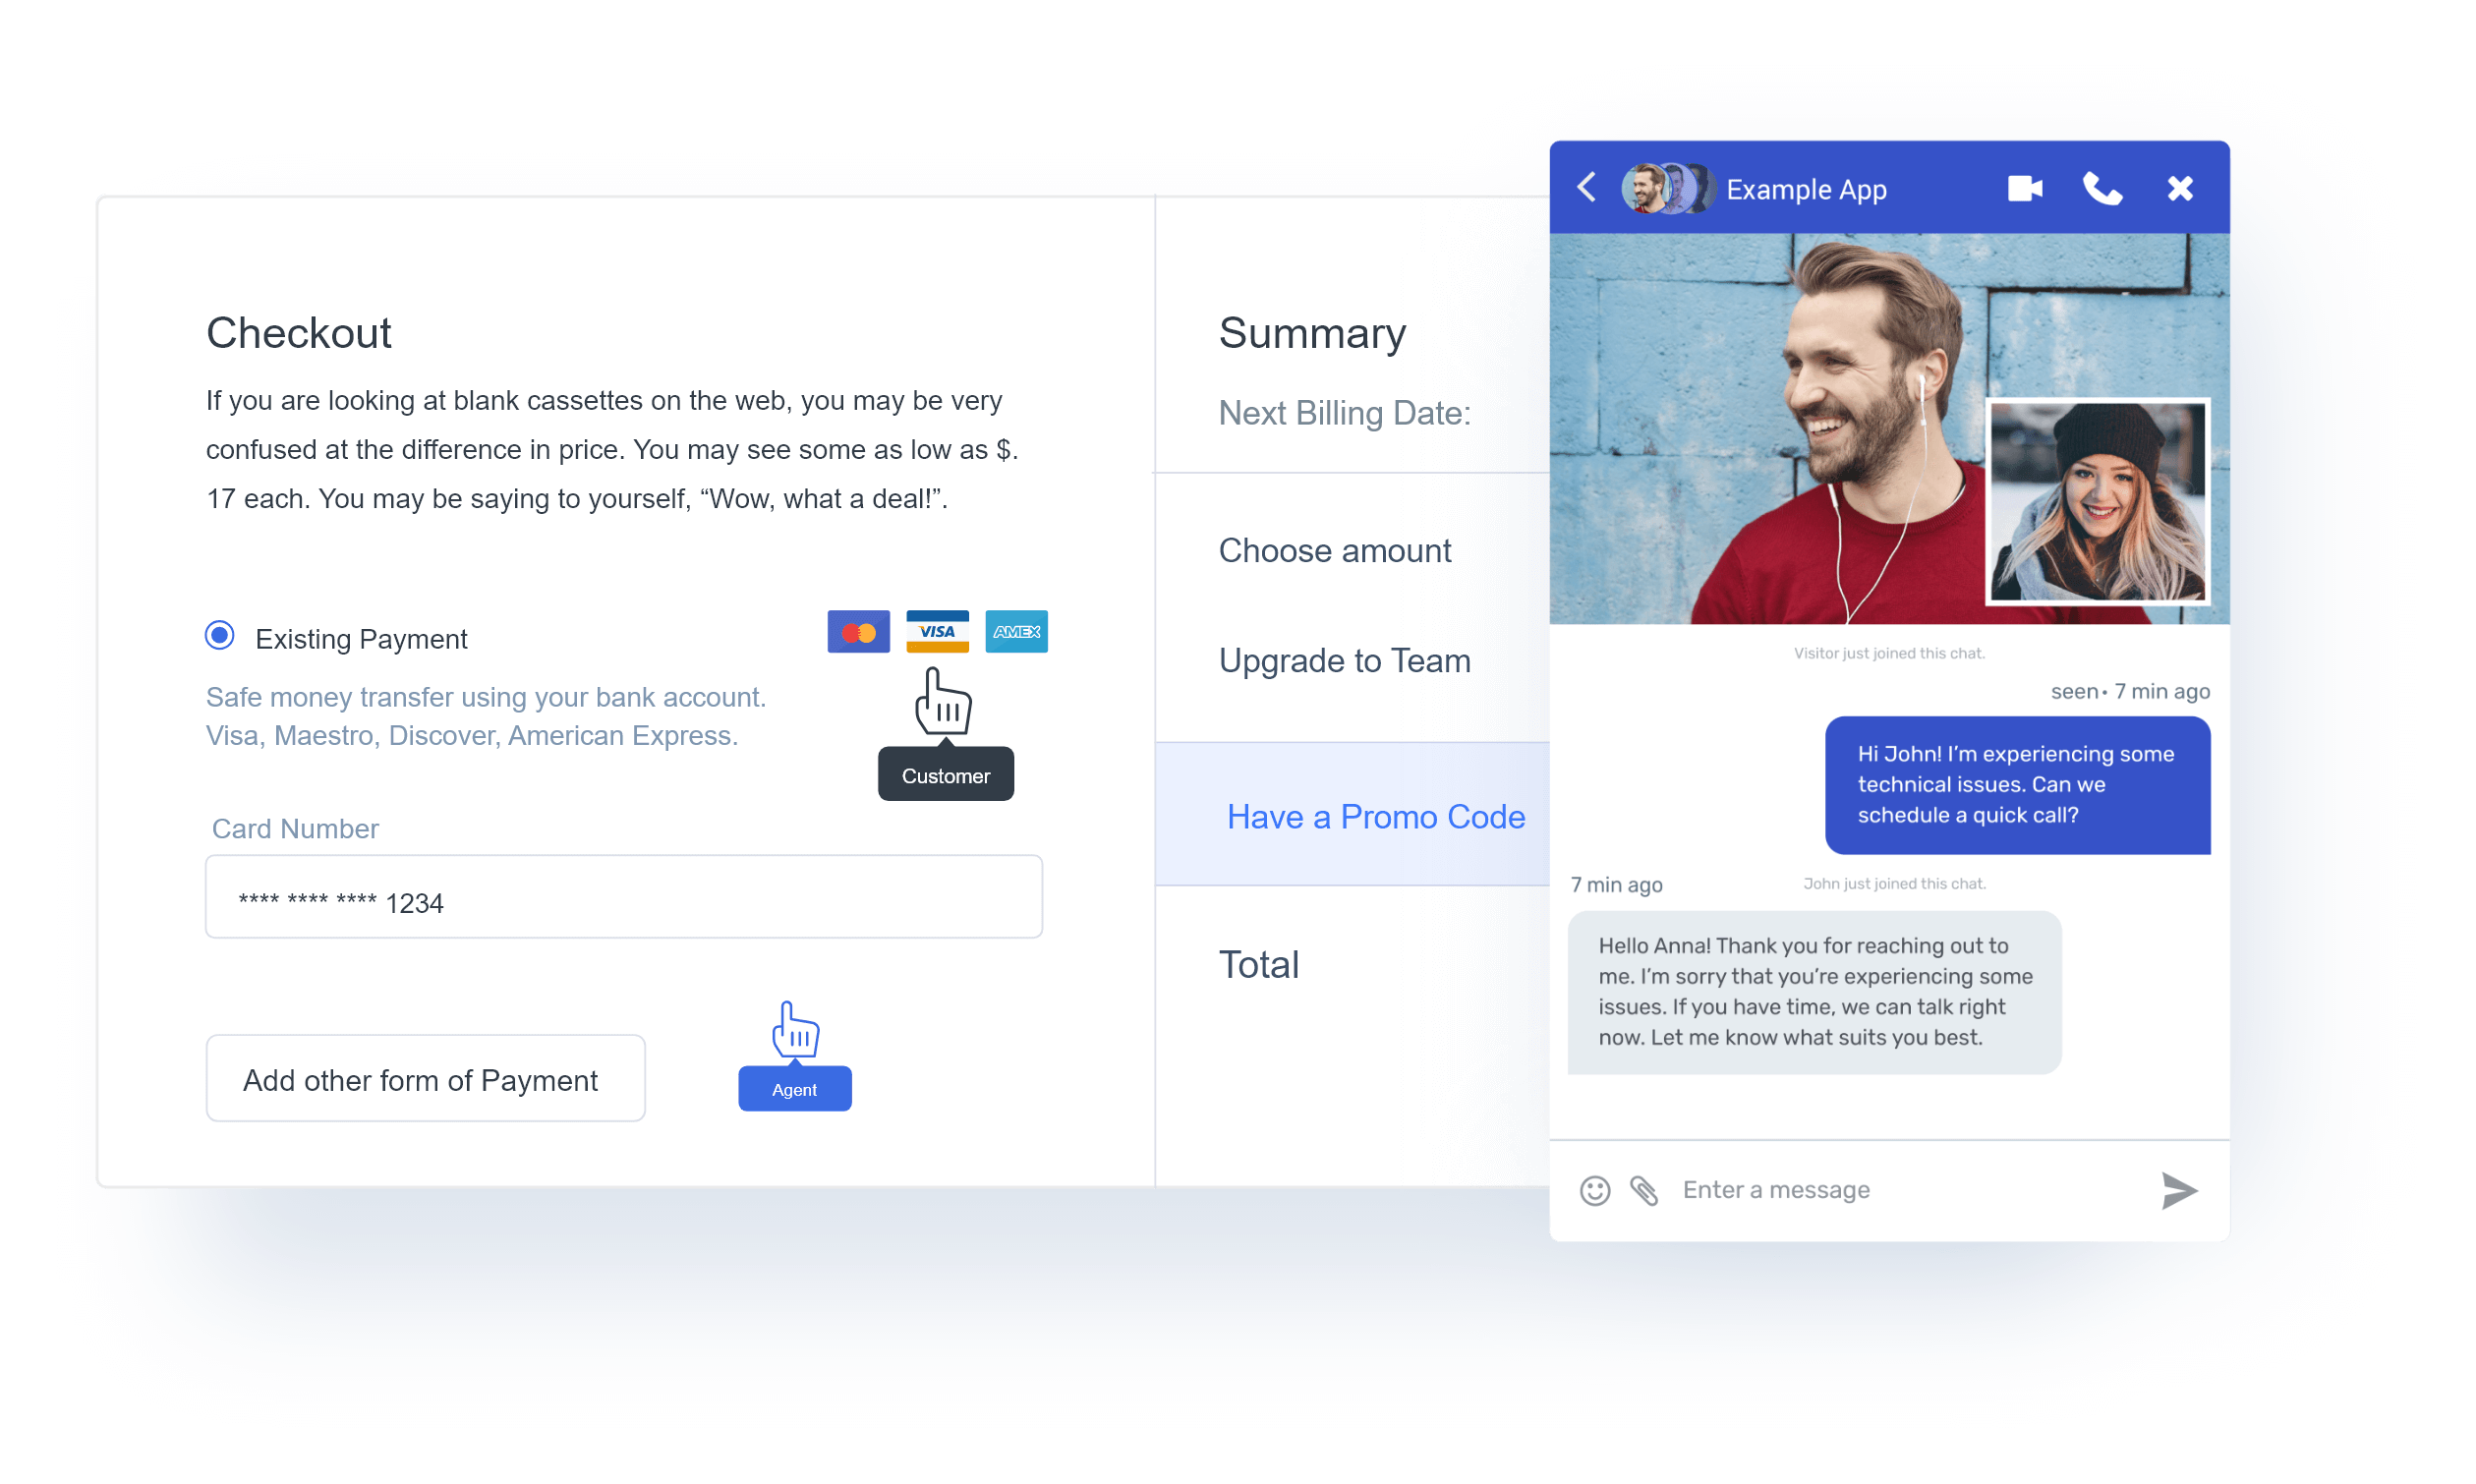 Checkout
If you are looking at blank cassettes on the web, you may be very
confused at the difference in price. You may see some as low as $.
17 each. You may be saying to yourself, “Wow, what a deal!”.
Existing Payment
VISA
AMEX
Safe money transfer using your bank account.
Visa, Maestro, Discover, American Express.
Customer
Card Number
**** **** **** 1234
Add other form of Payment
Agent
Summary
Next Billing Date:
Choose amount
Upgrade to Team
Have a Promo Code
Total
Example App
Visitor just joined this chat.
seen• 7 min ago
Hi John! I’m experiencing some
technical issues. Can we
schedule a quick call?
7 min ago
John just joined this chat.
Hello Anna! Thank you for reaching out to
me. I’m sorry that you’re experiencing some
issues. If you have time, we can talk right
now. Let me know what suits you best.
Enter a message